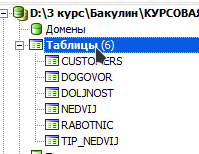 D:\3 курс\Бакулин\КУРСОВАЯ
Домены
Таблицы (6)
CUSTOMERS
DOGOVOR
DOLJNOST
NEDVIJ
RABOTNIC
TIP_NEDVIJ